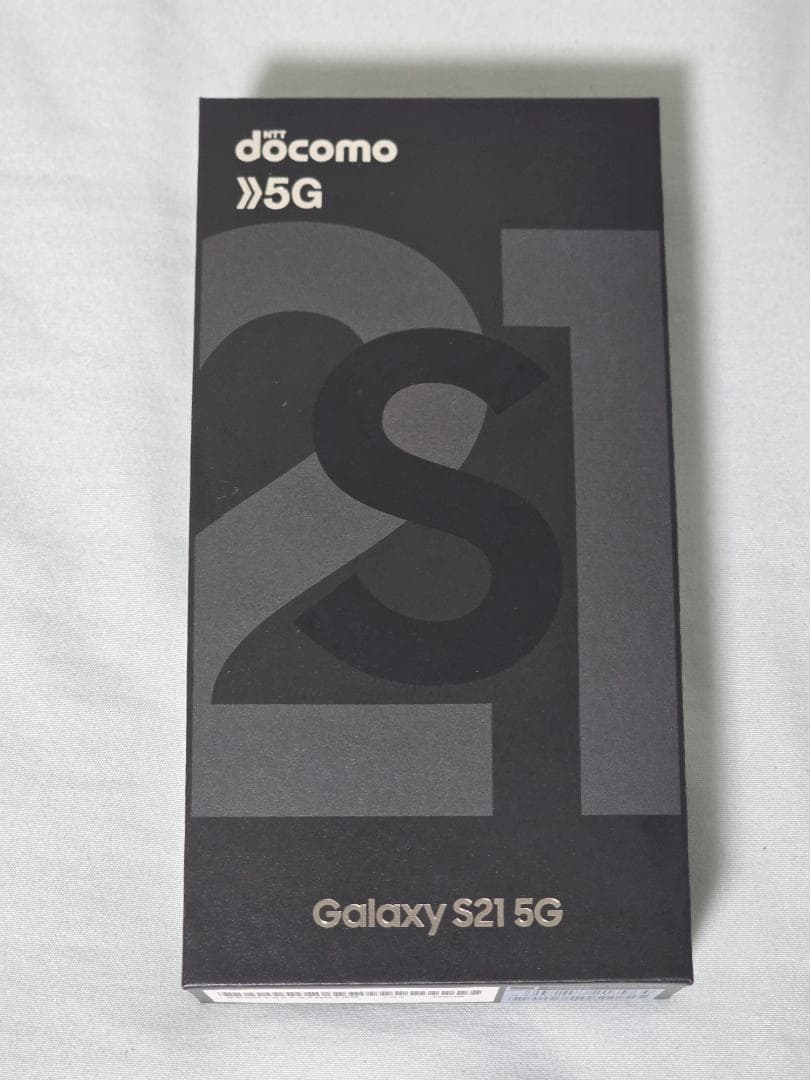 NTT
docomo
5G
21
S
Galaxy S21 5G